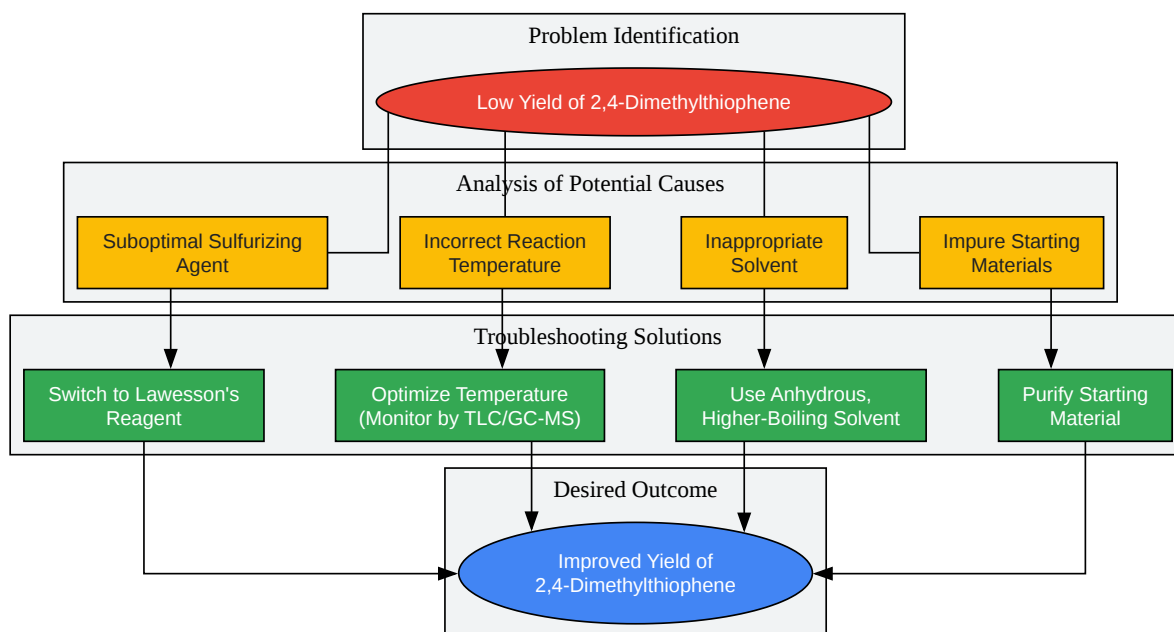 Problem Identification
Low Yield of 2,4-Dimethylthiophene
Analysis of Potential Causes
Suboptimal Sulfurizing
Agent
Incorrect Reaction
Temperature
Inappropriate
Solvent
Impure Starting
Materials
Troubleshooting Solutions
Switch to Lawesson's
Reagent
Optimize Temperature
(Monitor by TLC/GC-MS)
Use Anhydrous,
Higher-Boiling Solvent
Purify Starting
Material
Desired Outcome
Improved Yield of
2,4-Dimethylthiophene